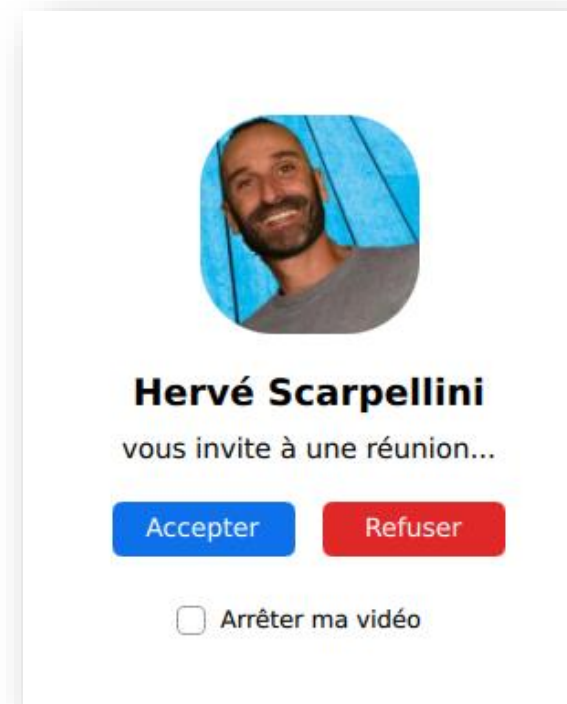 Hervé Scarpellini
vous invite à une réunion...
Accepter
Refuser
Arrêter ma vidéo